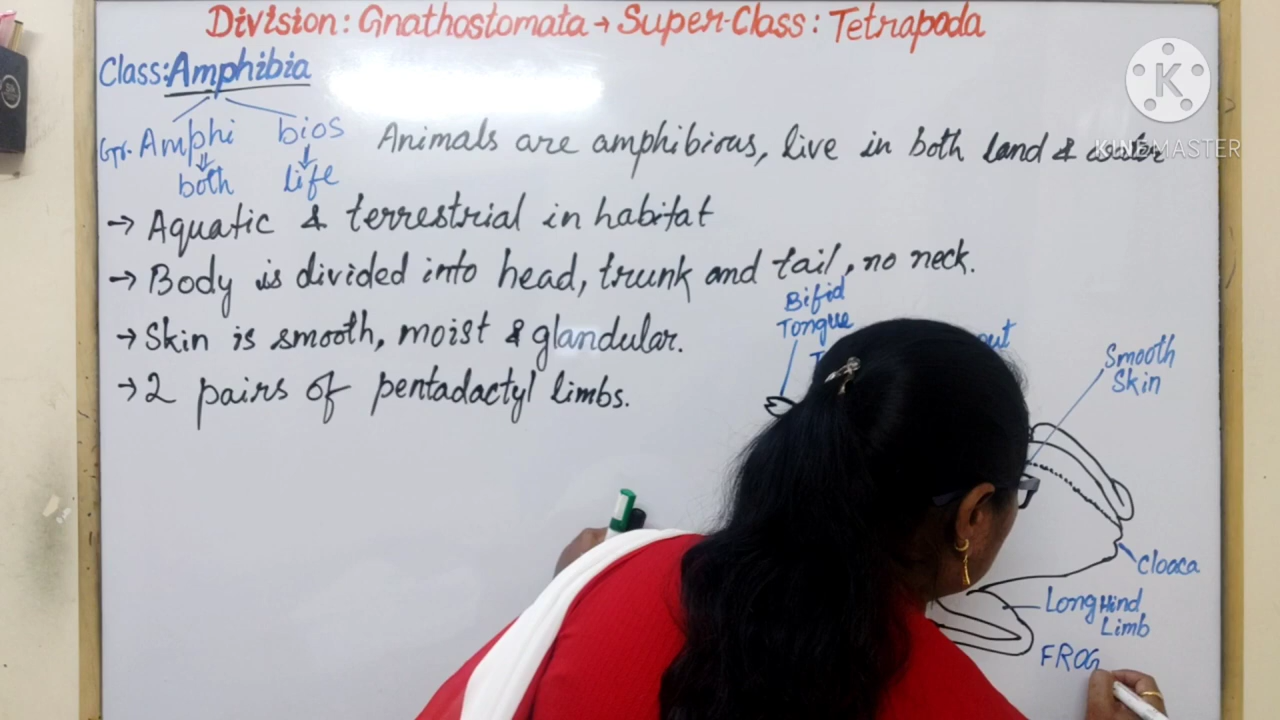 Division: Gnathostomata → Super-Class: Tetrapoda
Class: Amphibia
Gr. Amphi bios
both life
Animals are amphibious, live in both land & water
→ Aquatic & terrestrial in habitat
→ Body is divided into head, trunk and tail, no neck.
→ Skin is smooth, moist & glandular.
→ 2 pairs of pentadactyl limbs.
Bifid
Tongue
Smooth
Skin
Cloaca
Long Hind
Limb
FROG
K
KINEMASTER